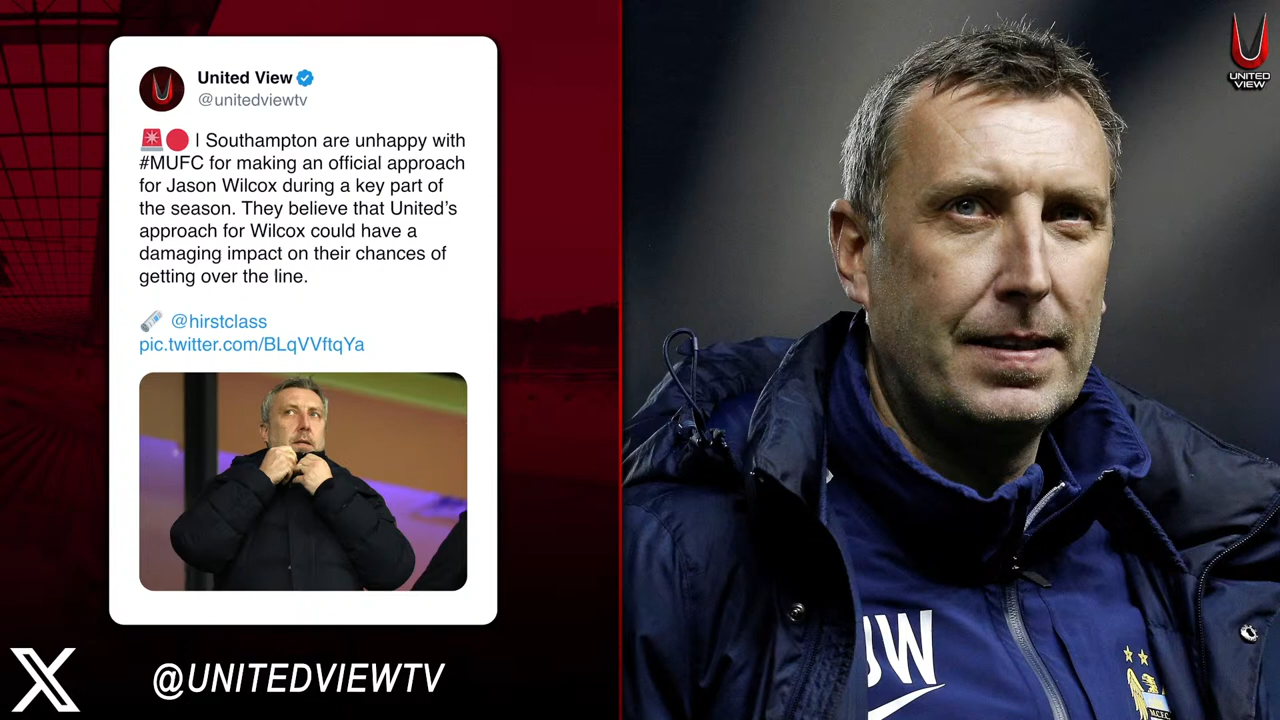 United View
@unitedviewtv
| Southampton are unhappy with
#MUFC for making an official approach
for Jason Wilcox during a key part of
the season. They believe that United's
approach for Wilcox could have a
damaging impact on their chances of
getting over the line.
@hirstclass
pic.twitter.com/BLqVVftqYa
@UNITEDVIEWTV
UNITED
VIEW
JW
M.C.F.C.